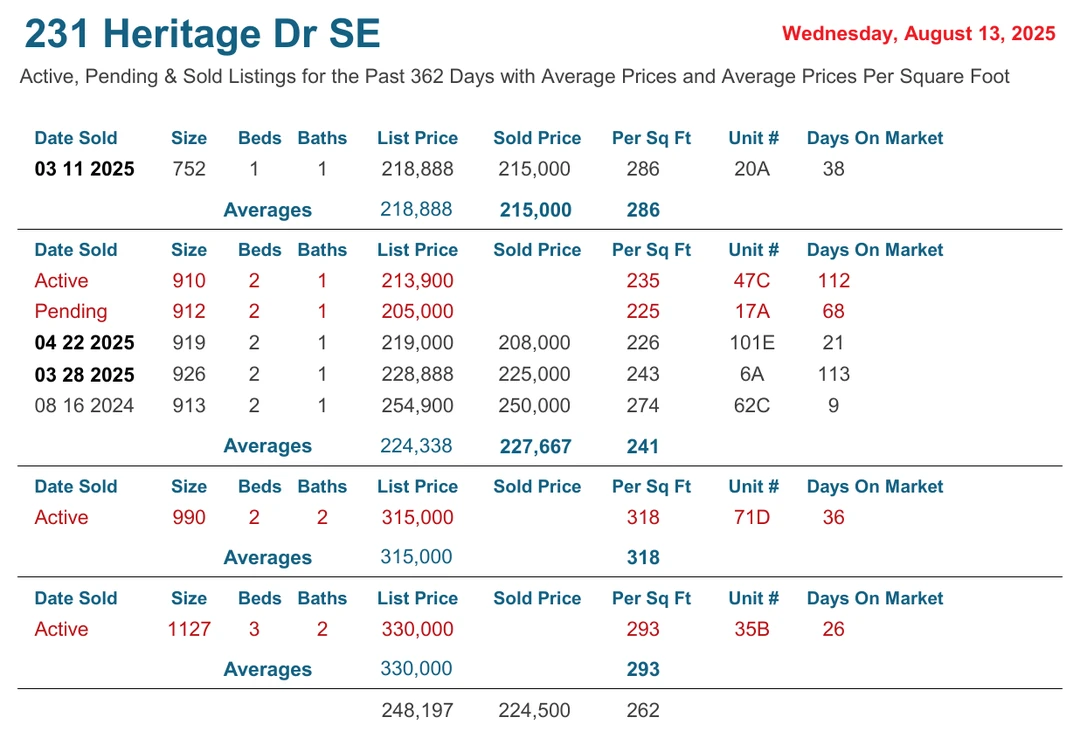 231 Heritage Dr SE
Wednesday, August 13, 2025
Active, Pending & Sold Listings for the Past 362 Days with Average Prices and Average Prices Per Square Foot
Date Sold Size Beds Baths List Price Sold Price Per Sq Ft Unit # Days On Market
03 11 2025 752 1 1 218,888 215,000 286 20A 38
Averages 218,888 215,000 286
Date Sold Size Beds Baths List Price Sold Price Per Sq Ft Unit # Days On Market
Active 910 2 1 213,900 235 47C 112
Pending 912 2 1 205,000 225 17A 68
04 22 2025 919 2 1 219,000 208,000 226 101E 21
03 28 2025 926 2 1 228,888 225,000 243 6A 113
08 16 2024 913 2 1 254,900 250,000 274 62C 9
Averages 224,338 227,667 241
Date Sold Size Beds Baths List Price Sold Price Per Sq Ft Unit # Days On Market
Active 990 2 2 315,000 318 71D 36
Averages 315,000 318
Date Sold Size Beds Baths List Price Sold Price Per Sq Ft Unit # Days On Market
Active 1127 3 2 330,000 293 35B 26
Averages 330,000 293
248,197 224,500 262